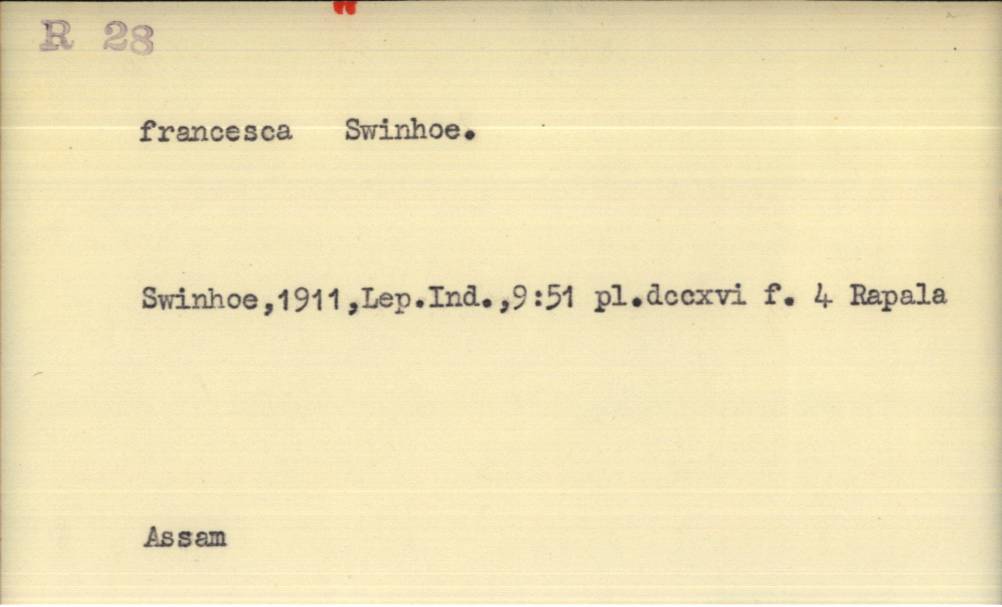 R 28
francesca Swinhoe.
Swinhoe,1911,Lep.Ind.,9:51 pl.dccxvi f. 4 Rapala
Assam